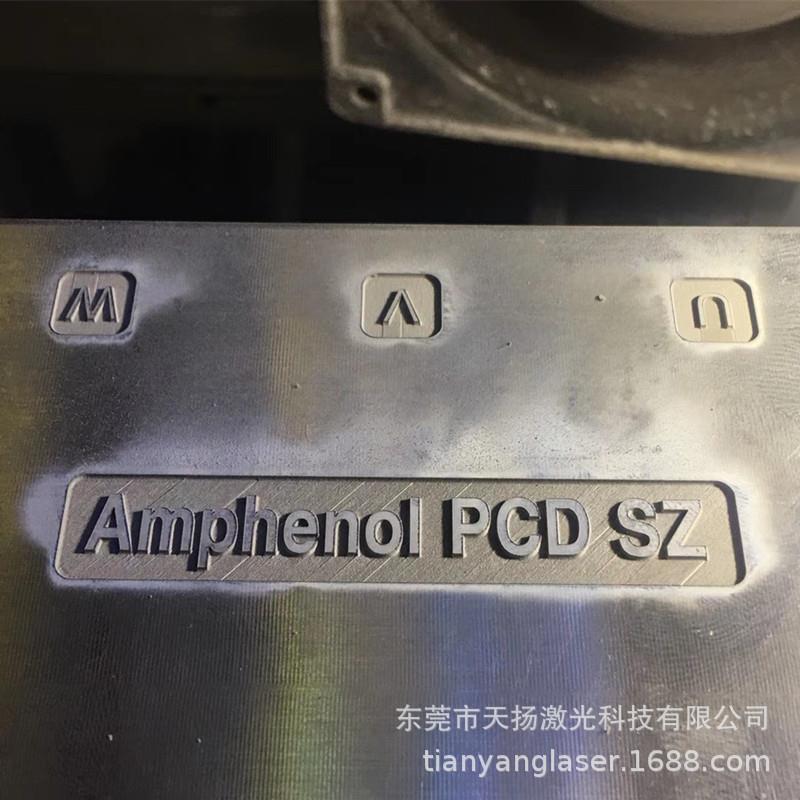 U V W
Amphenol PCD SZ
东莞市天扬激光科技有限公司
tianyanglaser.1688.com